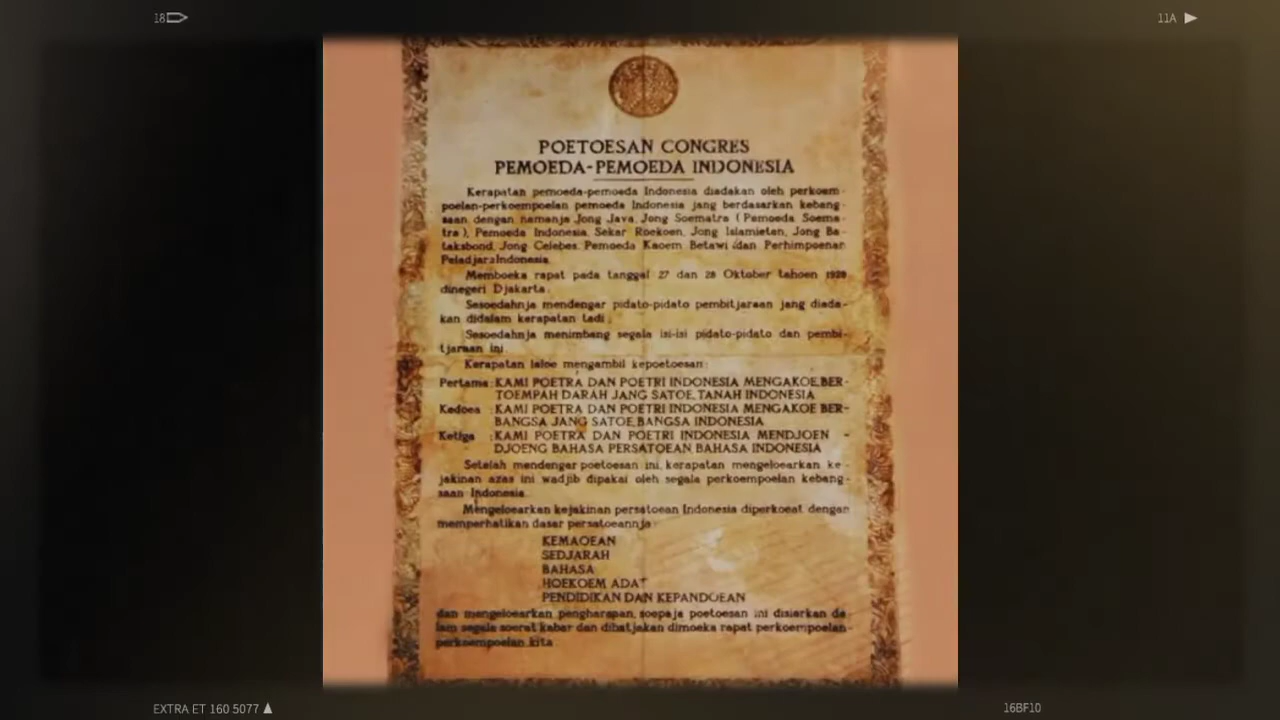 18
11A
POETOESAN CONGRES
PEMOEDA-PEMOEDA INDONESIA
Kerapatan pemoeda-pemoeda Indonesia diadakan oleh perkoem-
poelan-perkoempoelan pemoeda Indonesia jang berdasarkan kebang-
saan dengan namanja Jong Java, Jong Soematra (Pemoeda Soema-
tra), Pemoeda Indonesia, Sekar Roekoen, Jong Islamieten, Jong Ba-
taksbond, Jong Celebes, Pemoeda Kaoem Betawi dan Perhimpoenan
Peladjar2 Indonesia.
Memboeka rapat pada tanggal 27 dan 28 Oktober tahoen 1928
dinegeri Djakarta.
Sesoedahnja mendengar pidato-pidato pembitjaraan jang diada-
kan didalam kerapatan tadi;
Sesoedahnja menimbang segala isi-isi pidato-pidato dan pembi-
tjaraan ini.
Kerapatan laloe mengambil kepoetoesan:
Pertama : KAMI POETRA DAN POETRI INDONESIA MENGAKOE BER-
TOEMPAH DARAH JANG SATOE, TANAH INDONESIA
Kedoea : KAMI POETRA DAN POETRI INDONESIA MENGAKOE BER-
BANGSA JANG SATOE, BANGSA INDONESIA
Ketiga : KAMI POETRA DAN POETRI INDONESIA MENDJOEN -
DJOENG BAHASA PERSATOEAN BAHASA INDONESIA
Setelah mendengar poetoesan ini, kerapatan mengeloearkan ke-
jakinan azas ini wadjib dipakai oleh segala perkoempoelan kebang-
saan Indonesia.
Mengeloearkan kejakinan persatoean Indonesia diperkoeat dengan
memperhatikan dasar persatoeannja:
KEMAOEAN
SEDJARAH
BAHASA
HOEKOEM ADAT
PENDIDIKAN DAN KEPANDOEAN
dan mengeloearkan pengharapan, soepaja poetoesan ini disiarkan da-
lam segala soerat kabar dan dibatjakan dimoeka rapat perkoempoelan-
perkoempoelan kita.
EXTRA ET 160 5077
16BF10